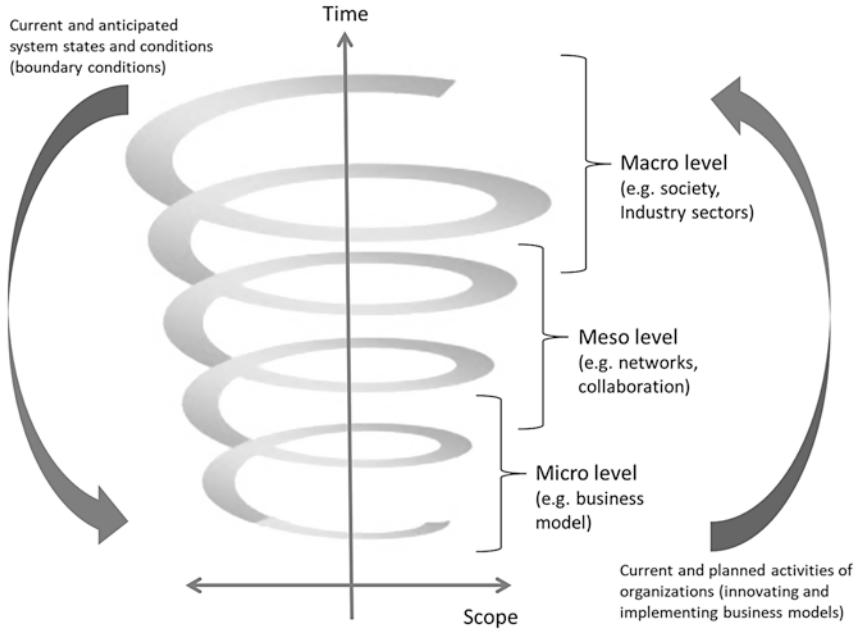 Current and anticipated
system states and conditions
(boundary conditions)
Time
Macro level
(e.g. society,
Industry sectors)
Meso level
(e.g. networks,
collaboration)
Micro level
(e.g. business
model)
Scope
Current and planned activities of
organizations (innovating and
implementing business models)